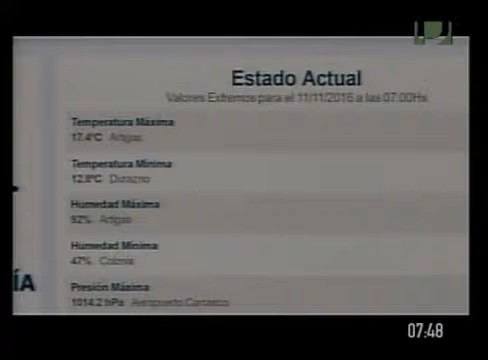 Estado Actual
Valores Extremos para el 11/11/2016 a las 07:00Hs
Temperatura Máxima
17.4ºC Artigas
Temperatura Mínima
12.8ºC Durazno
Humedad Máxima
92% Artigas
Humedad Mínima
47% Colonia
ÍA
Presión Máxima
1014.2 hPa Aeropuerto Carrasco
07:48